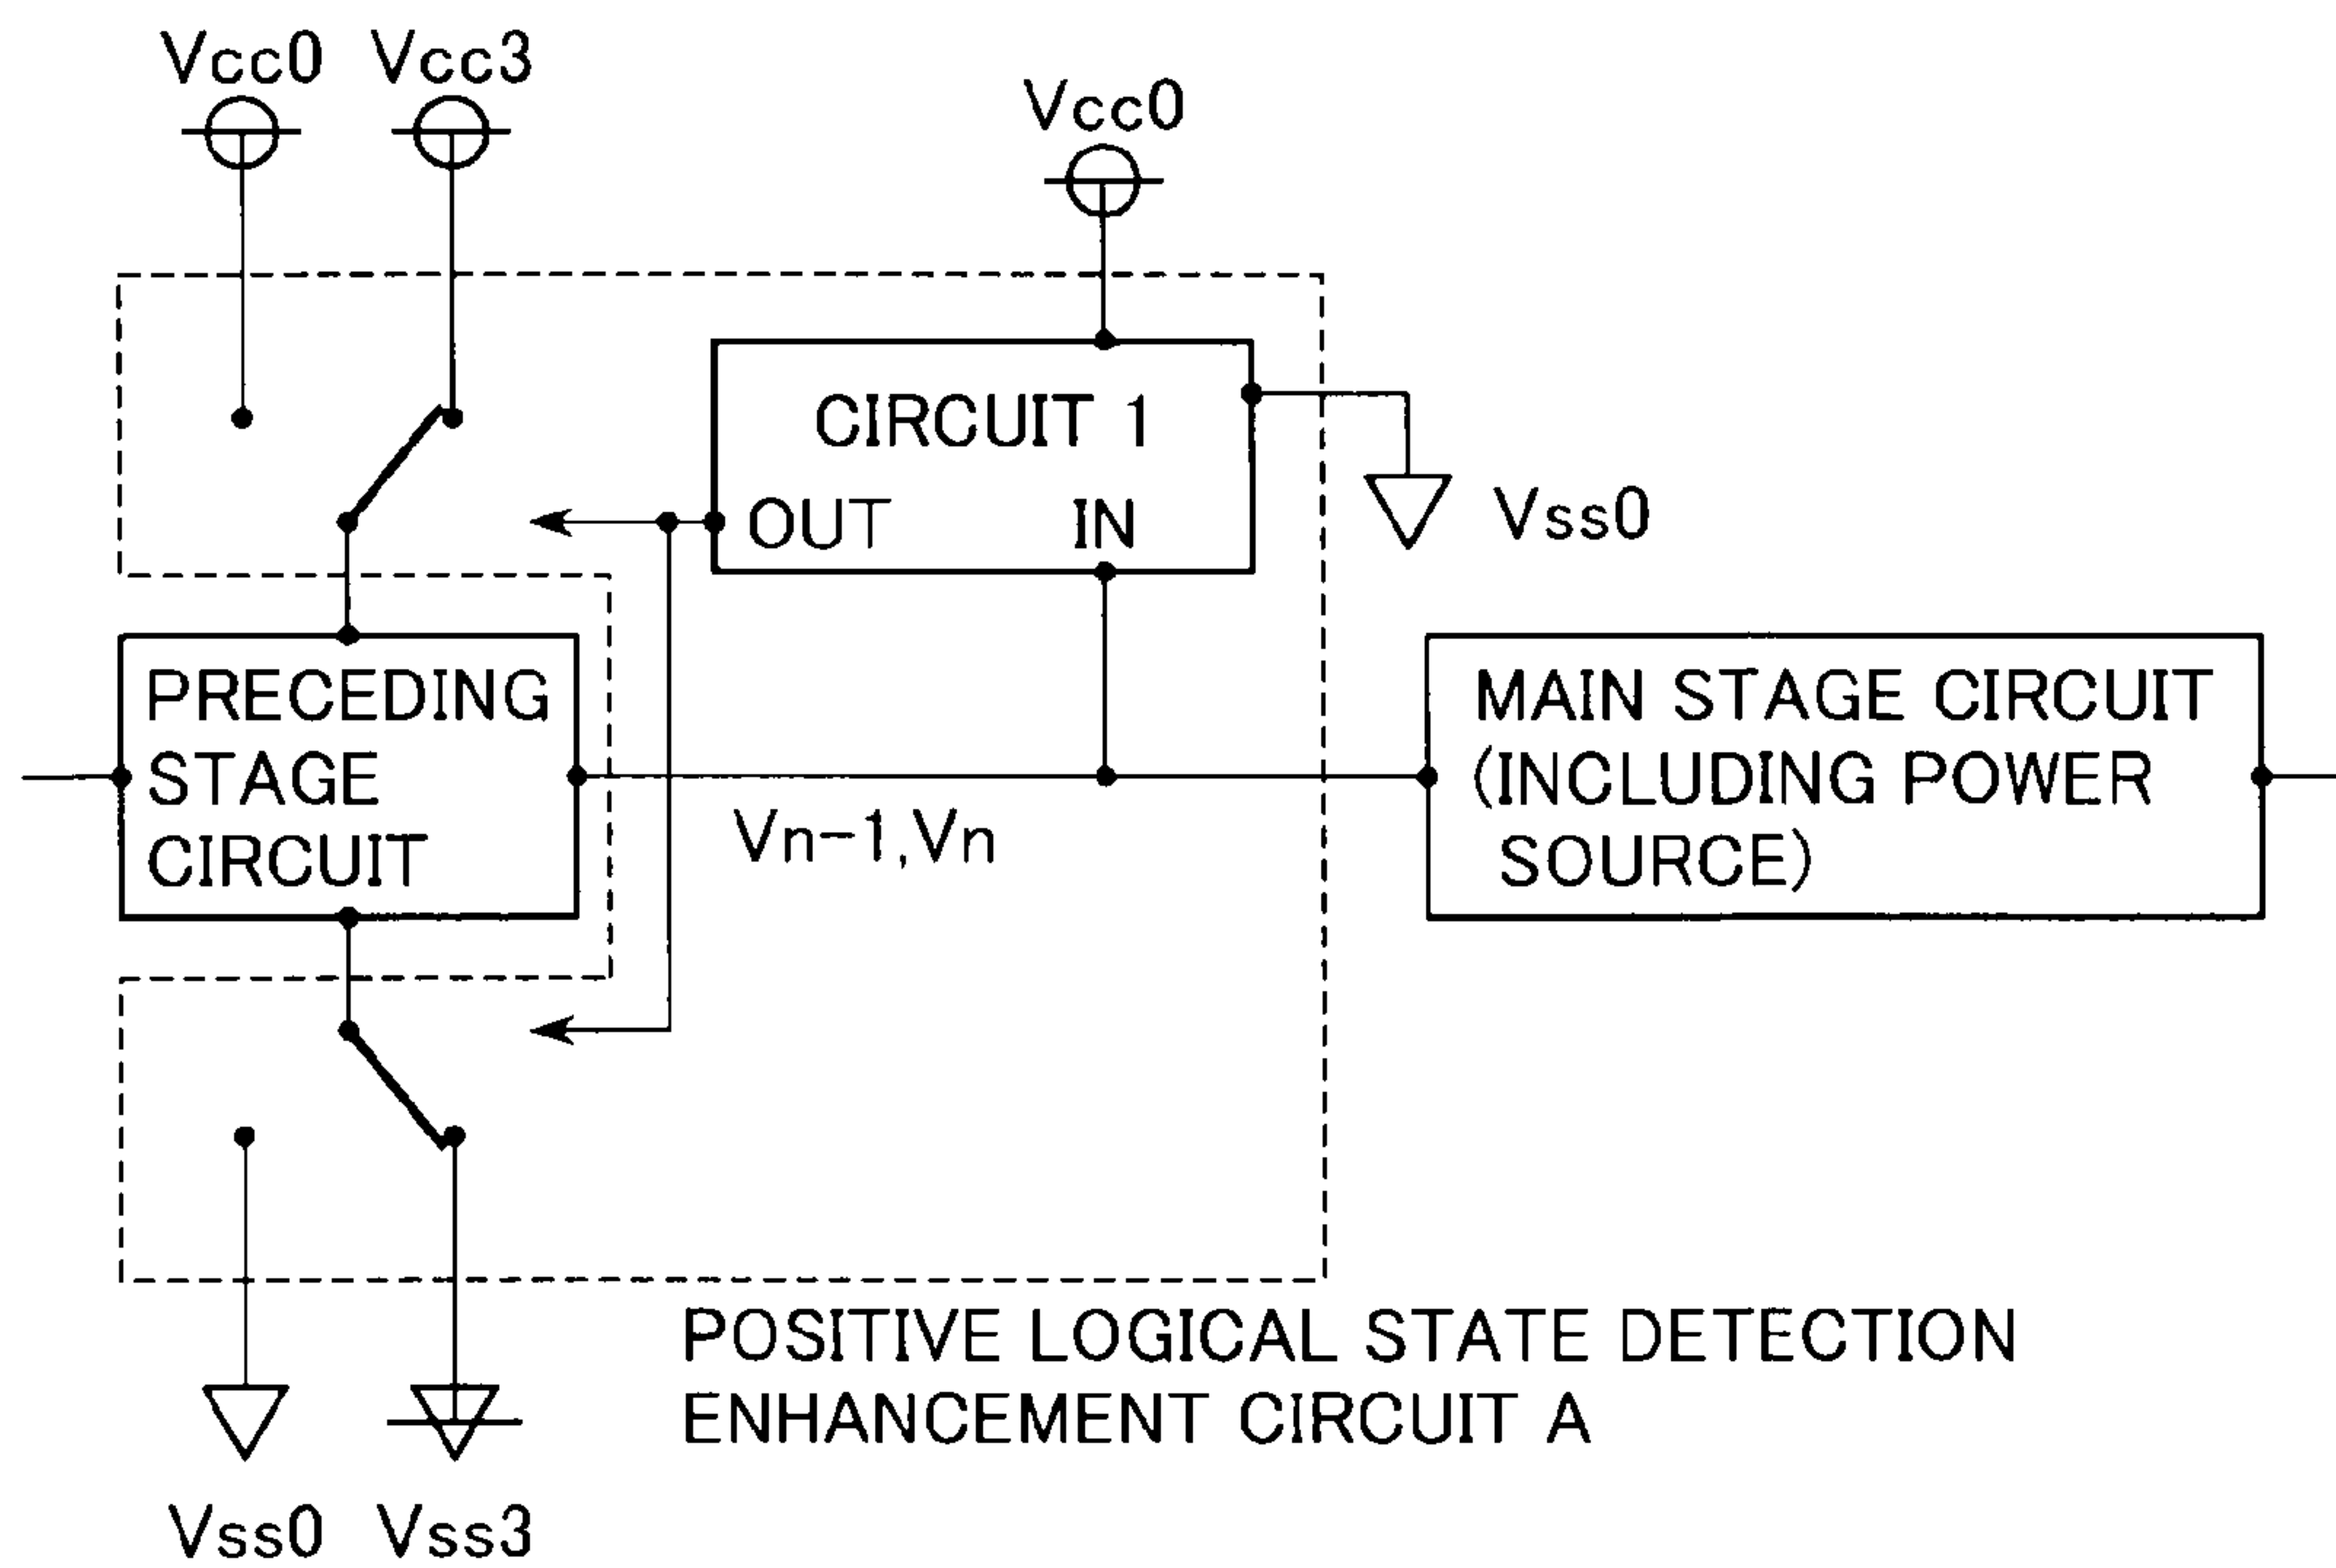 Vcc0 Vcc3
Vcc0
CIRCUIT 1
OUT IN
Vss0
PRECEDING
STAGE
CIRCUIT
Vn-1,Vn
MAIN STAGE CIRCUIT
(INCLUDING POWER
SOURCE)
POSITIVE LOGICAL STATE DETECTION
ENHANCEMENT CIRCUIT A
Vss0 Vss3